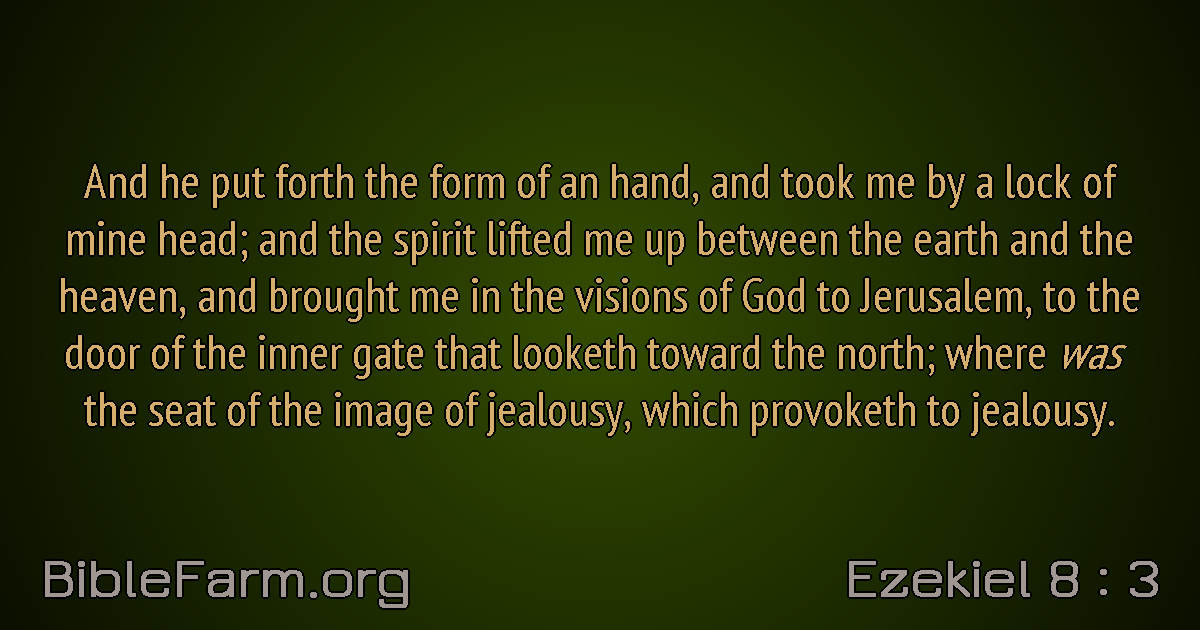 And he put forth the form of an hand, and took me by a lock of
mine head; and the spirit lifted me up between the earth and the
heaven, and brought me in the visions of God to Jerusalem, to the
door of the inner gate that looketh toward the north; where was
the seat of the image of jealousy, which provoketh to jealousy.
BibleFarm.org
Ezekiel 8 : 3